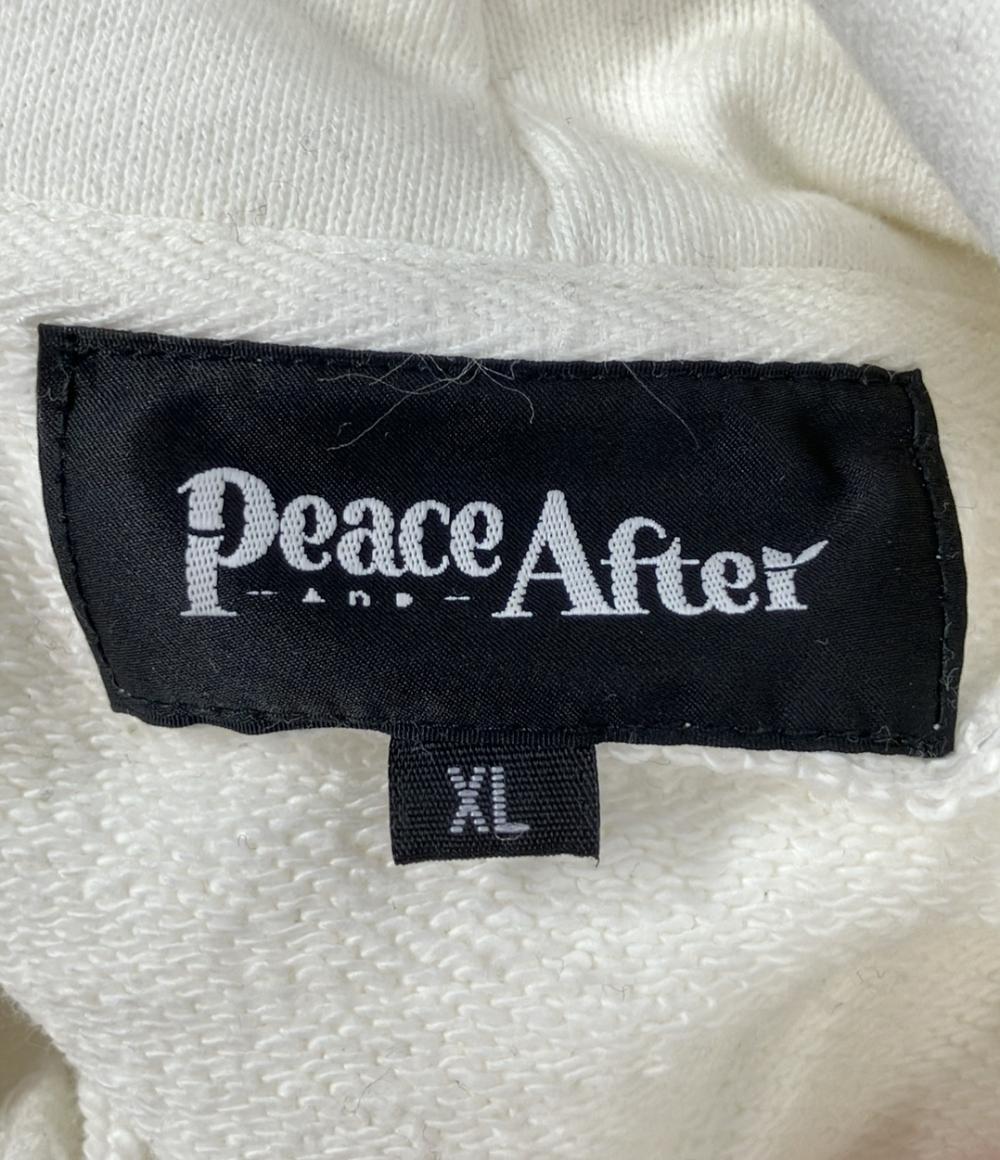 Peace
- AND -
After
XL